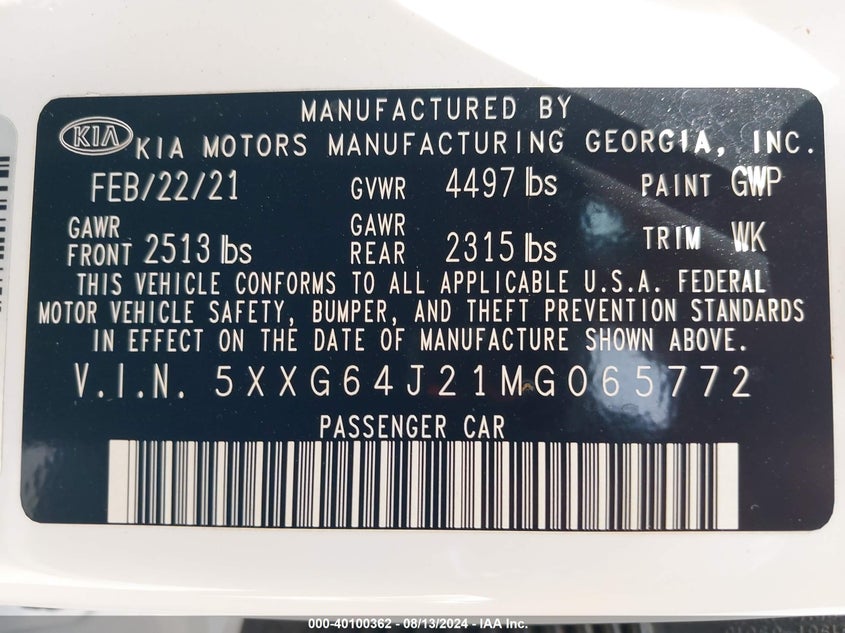 MANUFACTURED BY
KIA KIA MOTORS MANUFACTURING GEORGIA, INC.
FEB/22/21 GVWR 4497 lbs PAINT GWP
GAWR FRONT 2513 lbs GAWR REAR 2315 lbs TRIM WK
THIS VEHICLE CONFORMS TO ALL APPLICABLE U.S.A. FEDERAL
MOTOR VEHICLE SAFETY, BUMPER, AND THEFT PREVENTION STANDARDS
IN EFFECT ON THE DATE OF MANUFACTURE SHOWN ABOVE.
V.I.N. 5XXG64J21MG065772
PASSENGER CAR
000-40100362 - 08/13/2024 - IAA Inc.